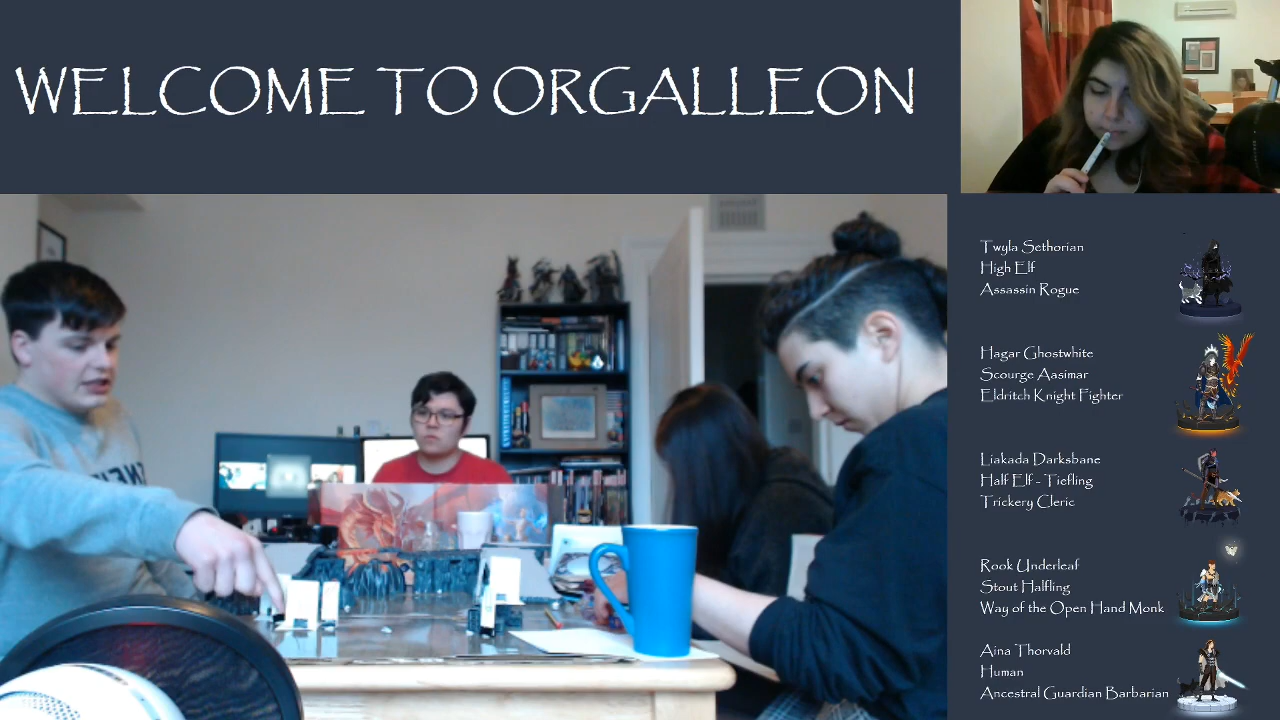 WELCOME TO ORGALLEON
Twyla Sethorian
High Elf
Assassin Rogue
Hagar Ghostwhite
Scourge Aasimar
Eldritch Knight Fighter
Liakada Darksbane
Half Elf - Tiefling
Trickery Cleric
Rook Underleaf
Stout Halfling
Way of the Open Hand Monk
Aina Thorvald
Human
Ancestral Guardian Barbarian